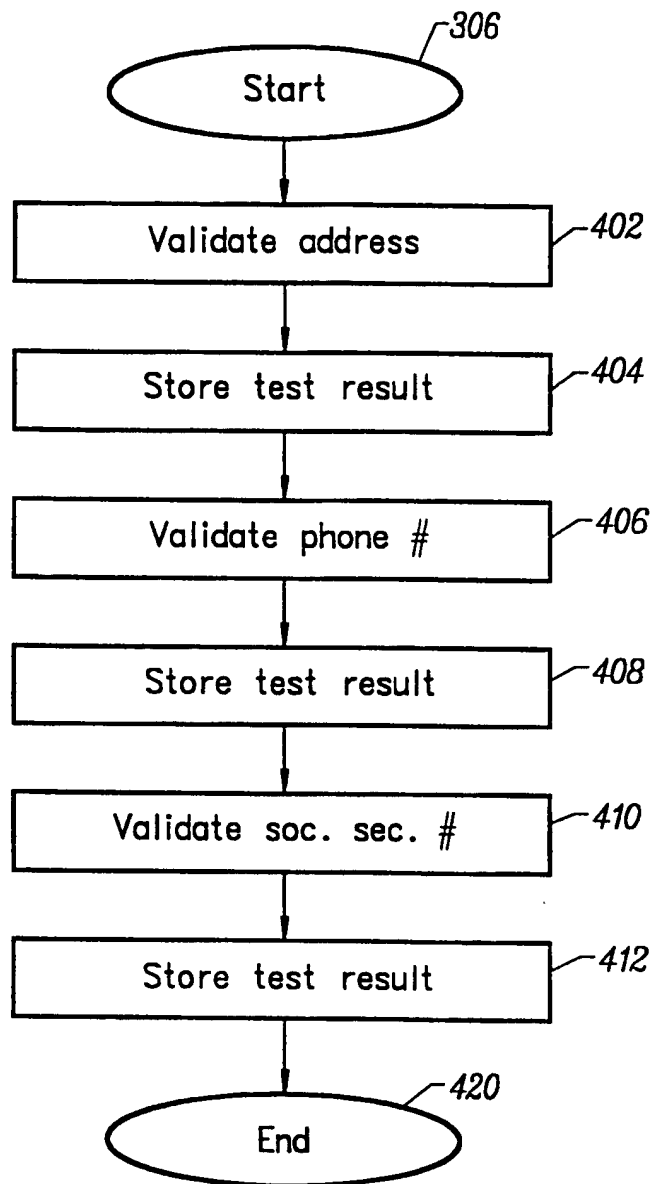 306
Start
Validate address
402
Store test result
404
Validate phone #
406
Store test result
408
Validate soc. sec. #
410
Store test result
412
420
End